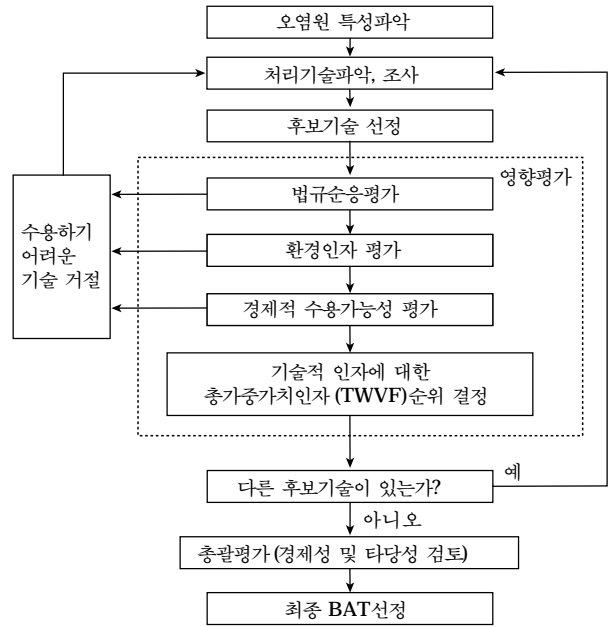 오염원 특성파악
처리기술파악, 조사
후보기술 선정
영향평가
법규순응평가
수용하기
어려운
기술 거절
환경인자 평가
경제적 수용가능성 평가
기술적 인자에 대한
총가중가치인자(TWVF)순위 결정
다른 후보기술이 있는가?
예
아니오
총괄평가(경제성 및 타당성 검토)
최종 BAT선정